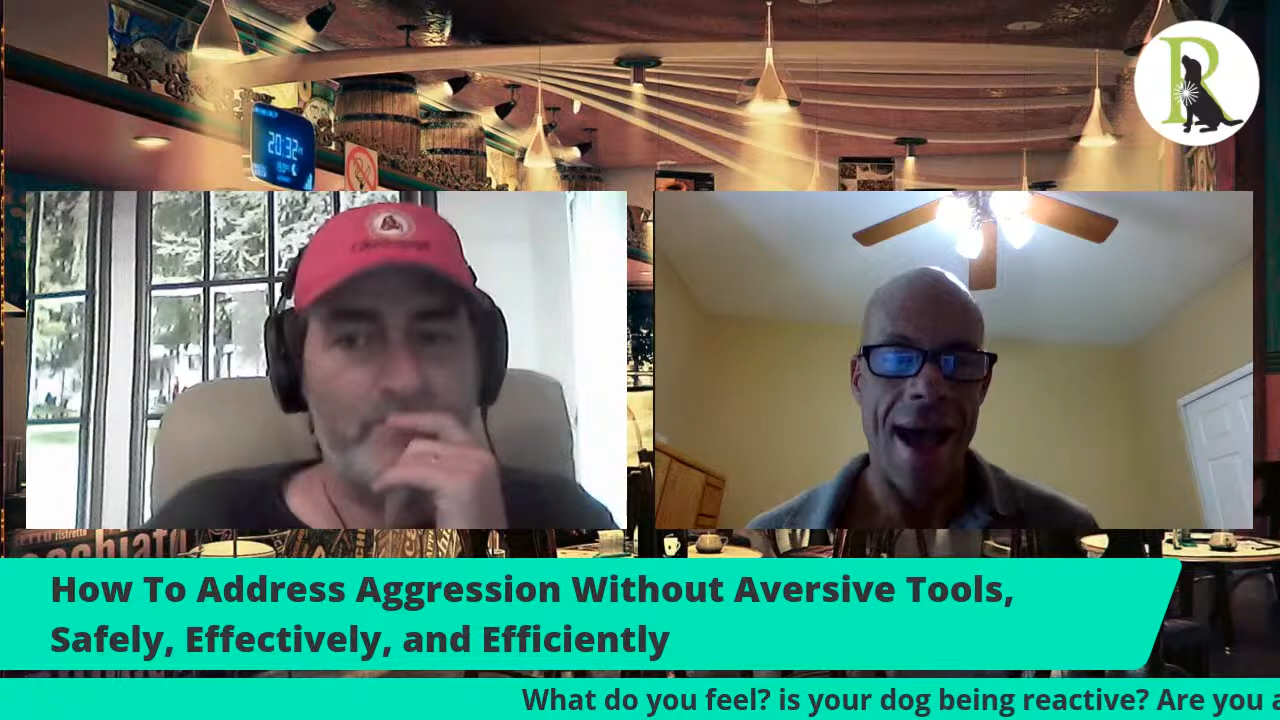 20:32
R
How To Address Aggression Without Aversive Tools,
Safely, Effectively, and Efficiently
What do you feel? is your dog being reactive? Are you a